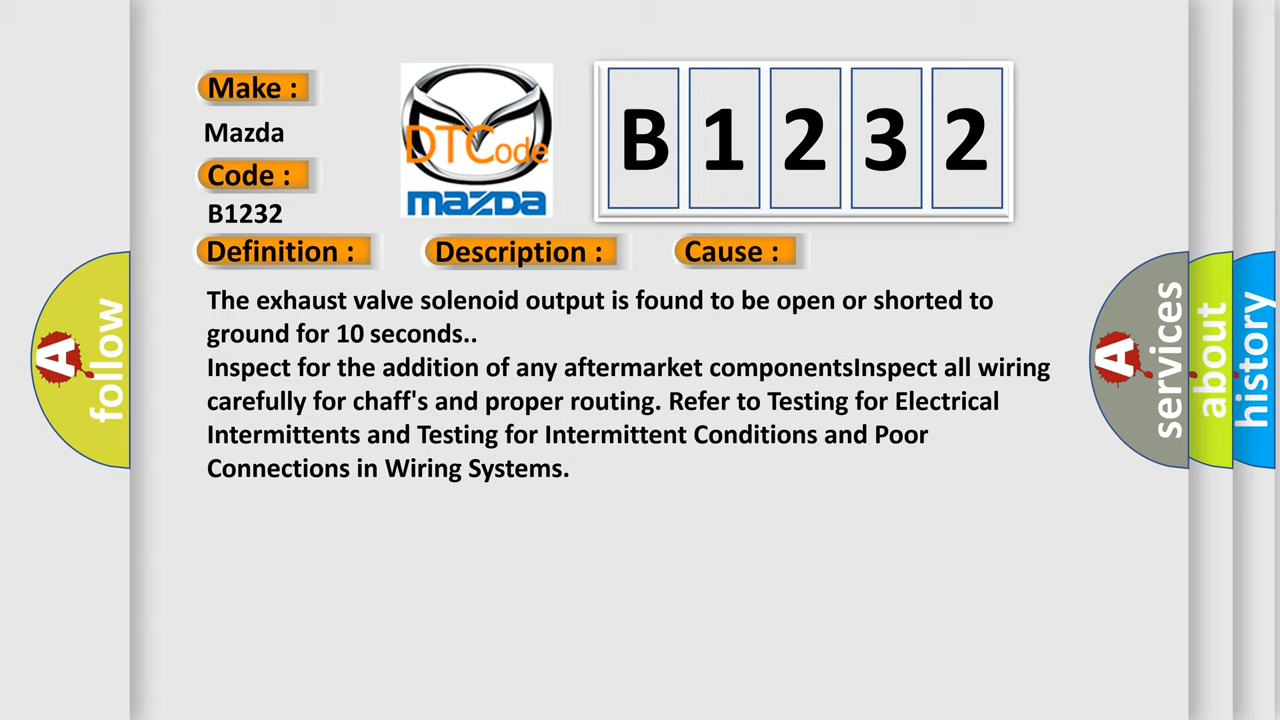 Make :
Mazda
Code :
B1232
DTCode
mazda
B 1 2 3 2
Definition :
Description :
Cause :
The exhaust valve solenoid output is found to be open or shorted to
ground for 10 seconds..
Inspect for the addition of any aftermarket componentsInspect all wiring
carefully for chaff's and proper routing. Refer to Testing for Electrical
Intermittents and Testing for Intermittent Conditions and Poor
Connections in Wiring Systems.
A
follow
A
services
about
history